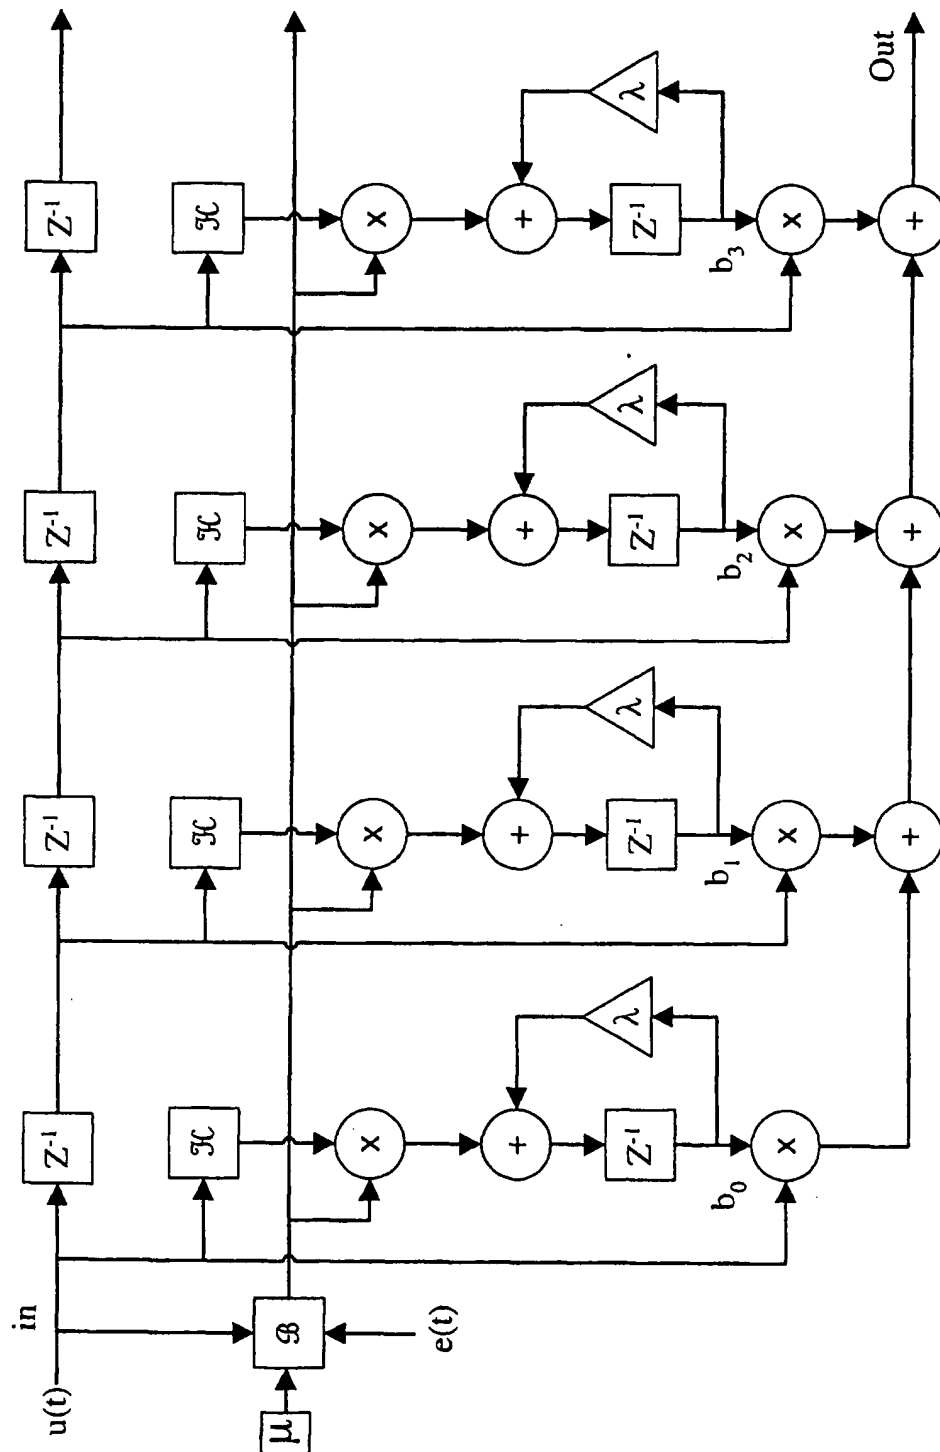 u(t)
in
Z⁻¹
Z⁻¹
Z⁻¹
Z⁻¹
ℋ
ℋ
ℋ
ℋ
μ
ℬ
e(t)
X
X
X
X
+
λ
+
λ
+
λ
+
λ
Z⁻¹
Z⁻¹
Z⁻¹
Z⁻¹
b₀
b₁
b₂
b₃
X
X
X
X
+
+
+
Out